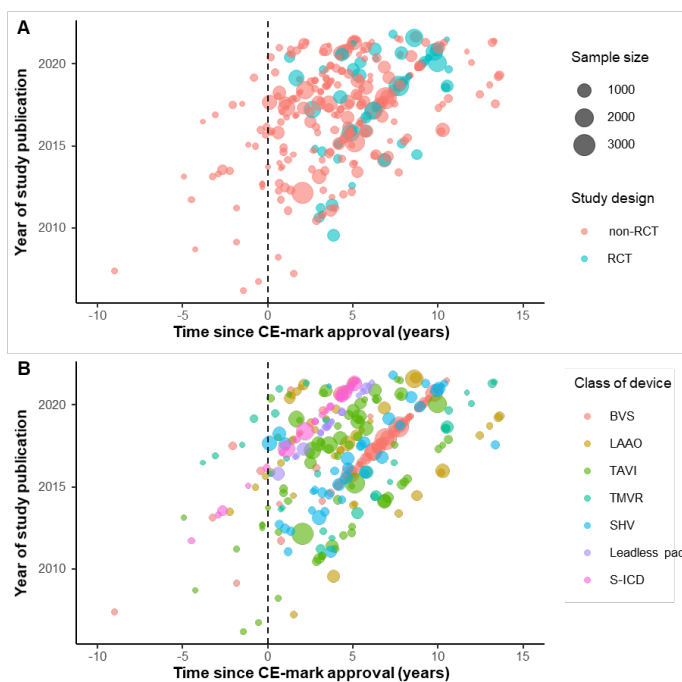 A
2020
2015
2010
Year of study publication
-10
-5
0
5
10
15
Time since CE-mark approval (years)
Sample size
1000
2000
3000
Study design
non-RCT
RCT
B
2020
2015
2010
Year of study publication
-10
-5
0
5
10
15
Time since CE-mark approval (years)
Class of device
BVS
LAAO
TAVI
TMVR
SHV
Leadless pac
S-ICD